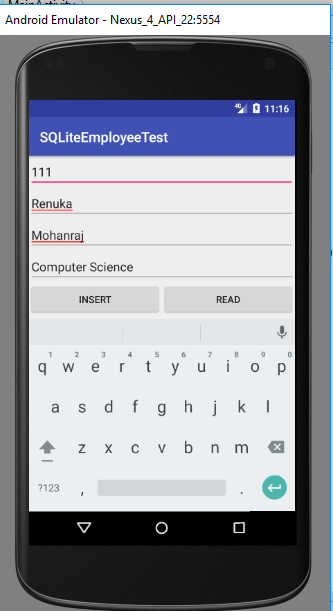 MainActivity
Android Emulator - Nexus_4_API_22:5554
4G 11:16
SQLiteEmployeeTest
111
Renuka
Mohanraj
Computer Science
INSERT READ
1 2 3 4 5 6 7 8 9 0
q w e r t y u i o p
a s d f g h j k l
z x c v b n m
?123 , .